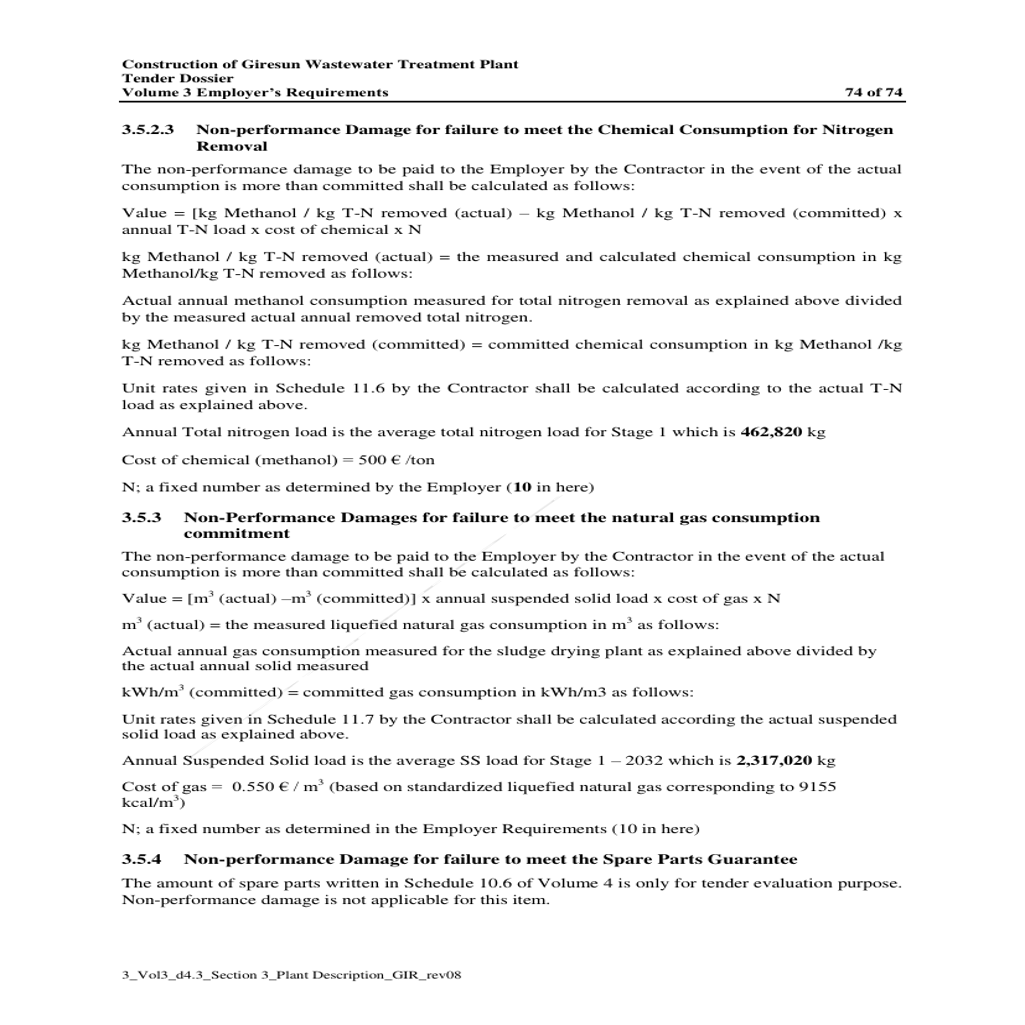 Construction of Giresun Wastewater Treatment Plant
Tender Dossier
Volume 3 Employer's Requirements 74 of 74
3.5.2.3 Non-performance Damage for failure to meet the Chemical Consumption for Nitrogen
Removal
The non-performance damage to be paid to the Employer by the Contractor in the event of the actual
consumption is more than committed shall be calculated as follows:
Value = [kg Methanol / kg T-N removed (actual) – kg Methanol / kg T-N removed (committed) x
annual T-N load x cost of chemical x N
kg Methanol / kg T-N removed (actual) = the measured and calculated chemical consumption in kg
Methanol/kg T-N removed as follows:
Actual annual methanol consumption measured for total nitrogen removal as explained above divided
by the measured actual annual removed total nitrogen.
kg Methanol / kg T-N removed (committed) = committed chemical consumption in kg Methanol /kg
T-N removed as follows:
Unit rates given in Schedule 11.6 by the Contractor shall be calculated according to the actual T-N
load as explained above.
Annual Total nitrogen load is the average total nitrogen load for Stage 1 which is 462,820 kg
Cost of chemical (methanol) = 500 € /ton
N; a fixed number as determined by the Employer (10 in here)
3.5.3 Non-Performance Damages for failure to meet the natural gas consumption
commitment
The non-performance damage to be paid to the Employer by the Contractor in the event of the actual
consumption is more than committed shall be calculated as follows:
Value = [m³ (actual) –m³ (committed)] x annual suspended solid load x cost of gas x N
m³ (actual) = the measured liquefied natural gas consumption in m³ as follows:
Actual annual gas consumption measured for the sludge drying plant as explained above divided by
the actual annual solid measured
kWh/m³ (committed) = committed gas consumption in kWh/m3 as follows:
Unit rates given in Schedule 11.7 by the Contractor shall be calculated according the actual suspended
solid load as explained above.
Annual Suspended Solid load is the average SS load for Stage 1 – 2032 which is 2,317,020 kg
Cost of gas = 0.550 € / m³ (based on standardized liquefied natural gas corresponding to 9155
kcal/m³)
N; a fixed number as determined in the Employer Requirements (10 in here)
3.5.4 Non-performance Damage for failure to meet the Spare Parts Guarantee
The amount of spare parts written in Schedule 10.6 of Volume 4 is only for tender evaluation purpose.
Non-performance damage is not applicable for this item.
3_Vol3_d4.3_Section 3_Plant Description_GIR_rev08